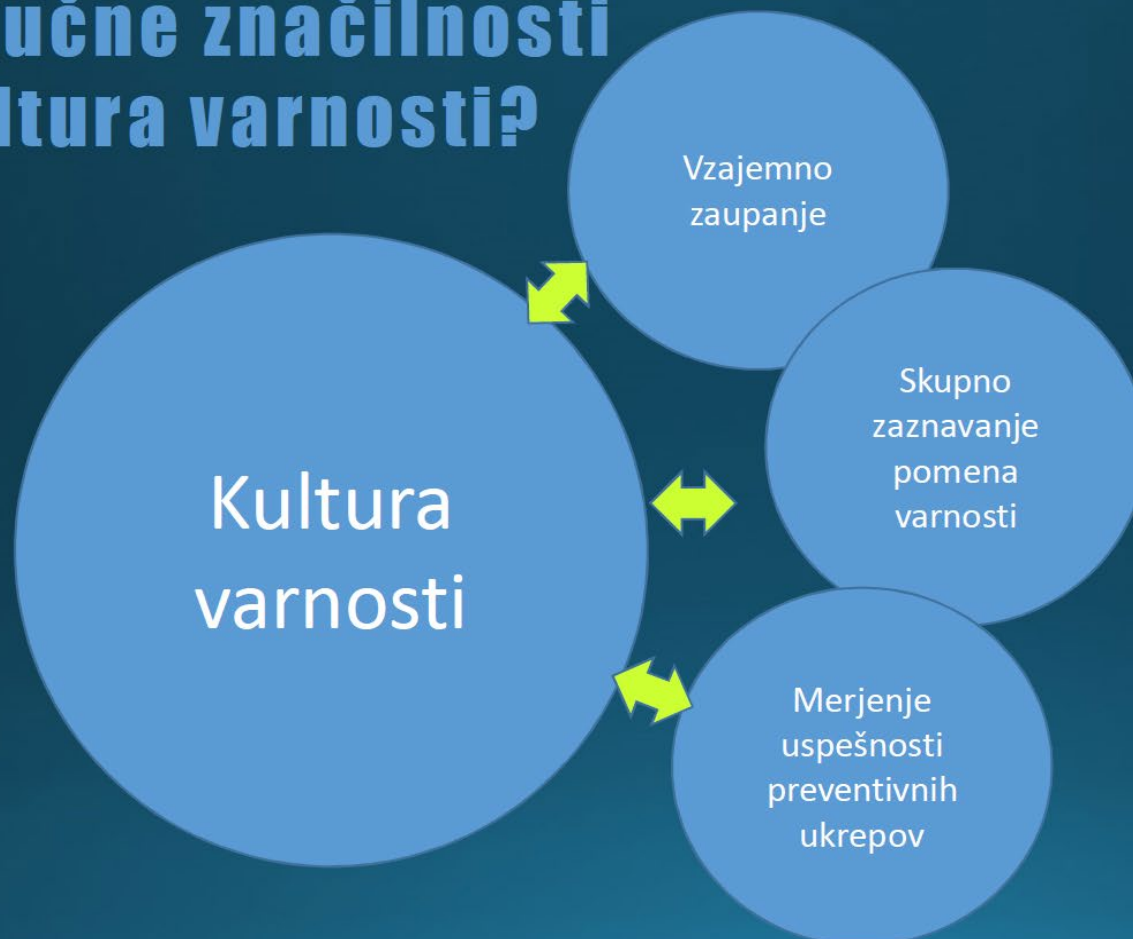 učne značilnosti
ltura varnosti?
Vzajemno
zaupanje
Skupno
zaznavanje
pomena
varnosti
Kultura
varnosti
Merjenje
uspešnosti
preventivnih
ukrepov